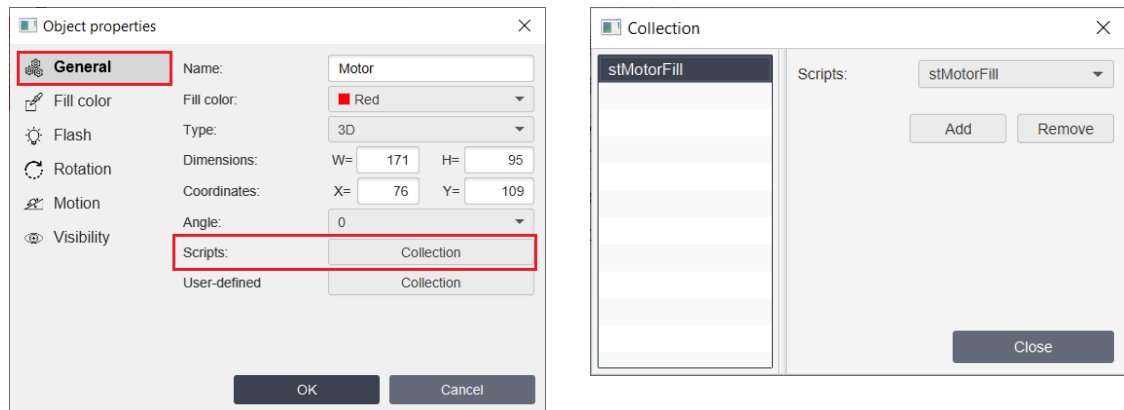 Object properties
General
Fill color
Flash
Rotation
Motion
Visibility
Name: Motor
Fill color: Red
Type: 3D
Dimensions: W= 171 H= 95
Coordinates: X= 76 Y= 109
Angle: 0
Scripts: Collection
User-defined Collection
OK Cancel
Collection
stMotorFill
Scripts: stMotorFill
Add Remove
Close